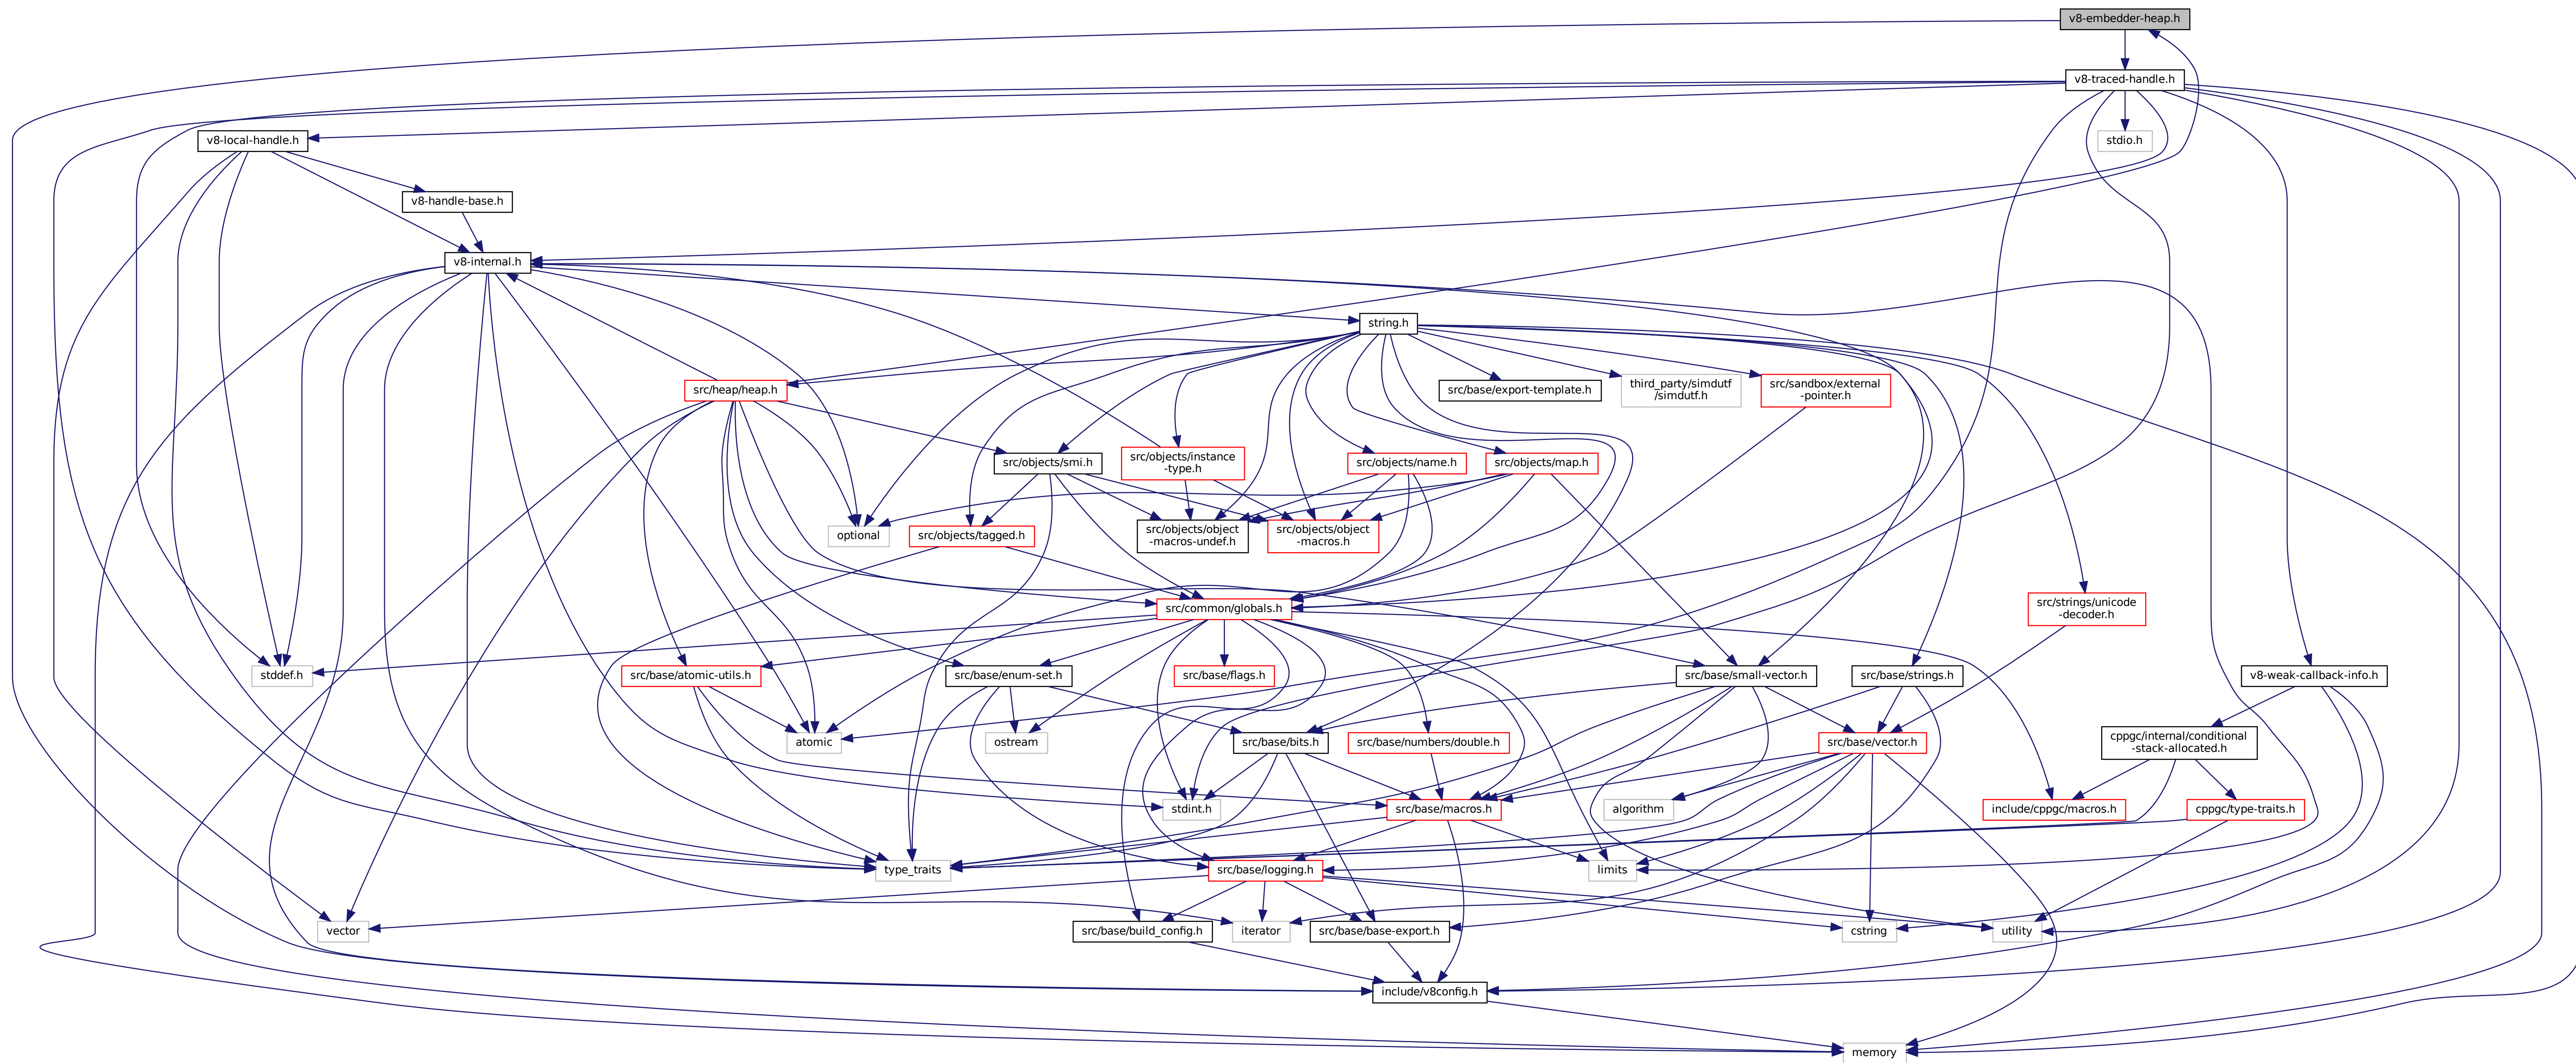 v8-embedder-heap.h
v8-traced-handle.h
v8-local-handle.h
stdio.h
v8-handle-base.h
v8-internal.h
string.h
src/heap/heap.h
src/base/export-template.h
third_party/simdutf
/simdutf.h
src/sandbox/external
-pointer.h
src/objects/smi.h
src/objects/instance
-type.h
src/objects/name.h
src/objects/map.h
optional
src/objects/tagged.h
src/objects/object
-macros-undef.h
src/objects/object
-macros.h
src/common/globals.h
src/strings/unicode
-decoder.h
stddef.h
src/base/atomic-utils.h
src/base/enum-set.h
src/base/flags.h
src/base/small-vector.h
src/base/strings.h
v8-weak-callback-info.h
atomic
ostream
src/base/bits.h
src/base/numbers/double.h
src/base/vector.h
cppgc/internal/conditional
-stack-allocated.h
stdint.h
src/base/macros.h
algorithm
include/cppgc/macros.h
cppgc/type-traits.h
type_traits
src/base/logging.h
limits
vector
src/base/build_config.h
iterator
src/base/base-export.h
cstring
utility
include/v8config.h
memory